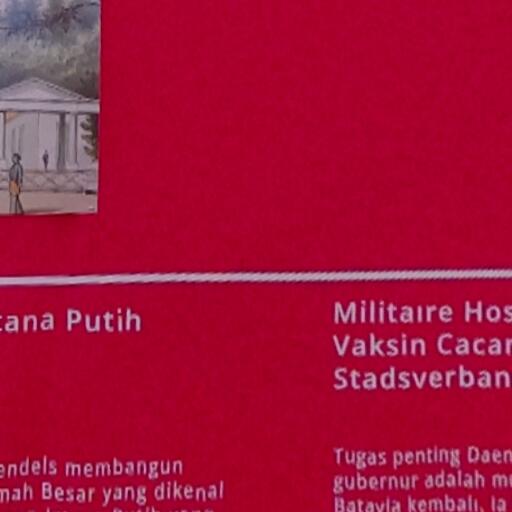 tana Putih
endels membangun
mah Besar yang dikenal
Militaire Hos
Vaksin Cacar
Stadsverban
Tugas penting Daen
gubernur adalah me
Batavia kembali. Ia